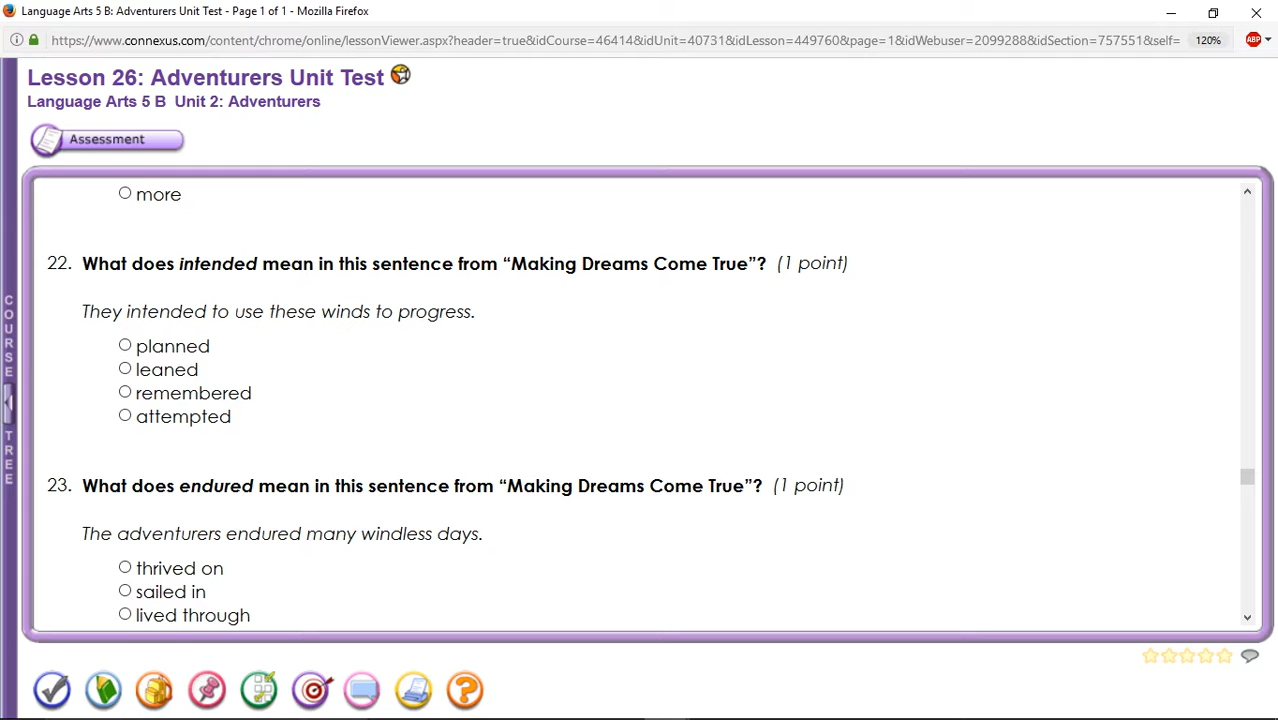 Language Arts 5 B: Adventurers Unit Test - Page 1 of 1 - Mozilla Firefox
https://www.connexus.com/content/chrome/online/lessonViewer.aspx?header=true&idCourse=46414&idUnit=40731&idLesson=449760&page=1&idWebuser=2099288&idSection=757551&self=
120%
ABP
Lesson 26: Adventurers Unit Test
Language Arts 5 B Unit 2: Adventurers
Assessment
more
22. What does intended mean in this sentence from “Making Dreams Come True”? (1 point)
They intended to use these winds to progress.
planned
leaned
remembered
attempted
23. What does endured mean in this sentence from “Making Dreams Come True”? (1 point)
The adventurers endured many windless days.
thrived on
sailed in
lived through
COURSE TREE